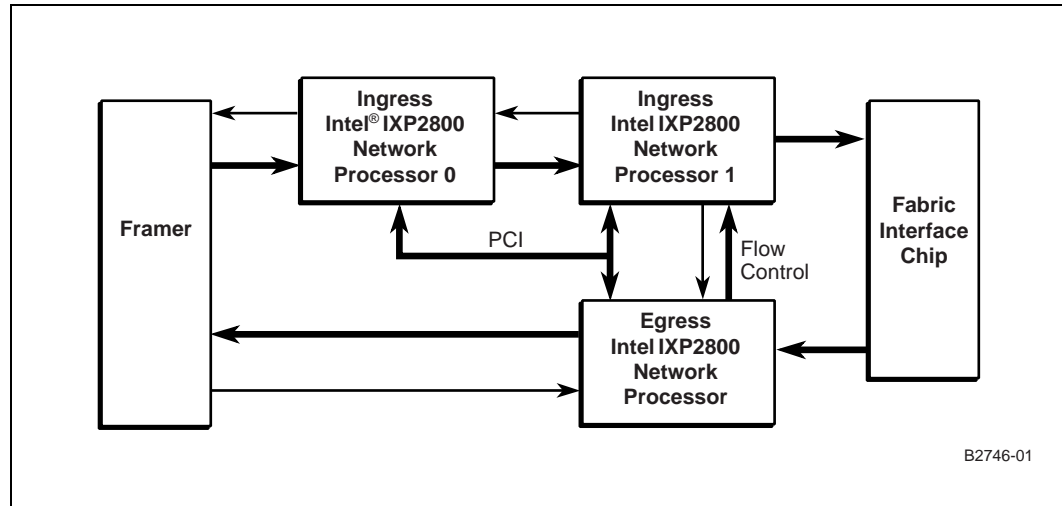 Ingress
Intel® IXP2800
Network
Processor 0
Ingress
Intel IXP2800
Network
Processor 1
Framer
PCI
Flow
Control
Fabric
Interface
Chip
Egress
Intel IXP2800
Network
Processor
B2746-01